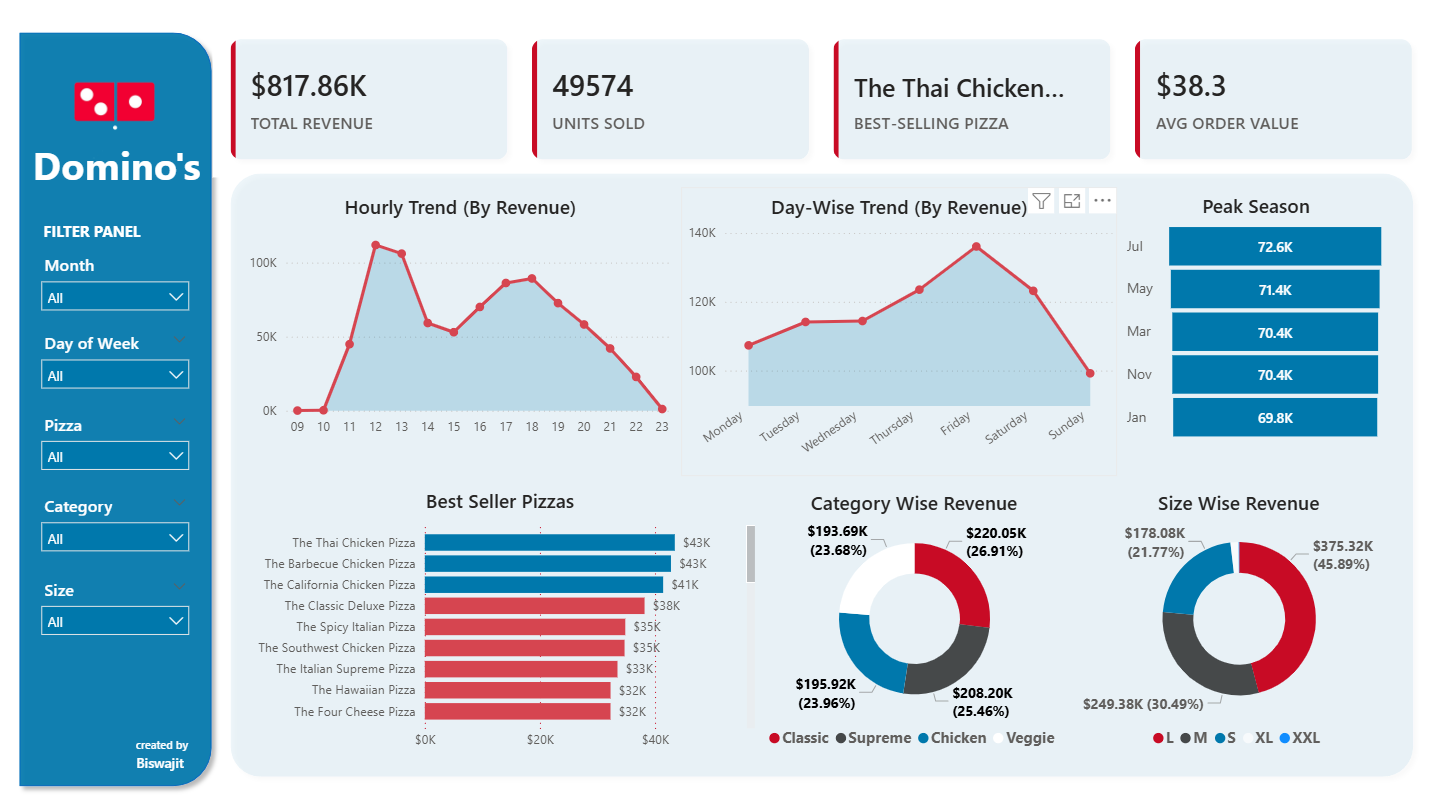 Domino's
FILTER PANEL
Month
All
Day of Week
All
Pizza
All
Category
All
Size
All
created by
Biswajit
$817.86K
TOTAL REVENUE
49574
UNITS SOLD
The Thai Chicken...
BEST-SELLING PIZZA
$38.3
AVG ORDER VALUE
Hourly Trend (By Revenue)
100K
50K
0K
09 10 11 12 13 14 15 16 17 18 19 20 21 22 23
Day-Wise Trend (By Revenue)
140K
120K
100K
Monday Tuesday Wednesday Thursday Friday Saturday Sunday
Peak Season
Jul 72.6K
May 71.4K
Mar 70.4K
Nov 70.4K
Jan 69.8K
Best Seller Pizzas
The Thai Chicken Pizza $43K
The Barbecue Chicken Pizza $43K
The California Chicken Pizza $41K
The Classic Deluxe Pizza $38K
The Spicy Italian Pizza $35K
The Southwest Chicken Pizza $35K
The Italian Supreme Pizza $33K
The Hawaiian Pizza $32K
The Four Cheese Pizza $32K
$0K $20K $40K
Category Wise Revenue
$193.69K
(23.68%)
$220.05K
(26.91%)
$195.92K
(23.96%)
$208.20K
(25.46%)
Classic Supreme Chicken Veggie
Size Wise Revenue
$178.08K
(21.77%)
$375.32K
(45.89%)
$249.38K (30.49%)
L M S XL XXL